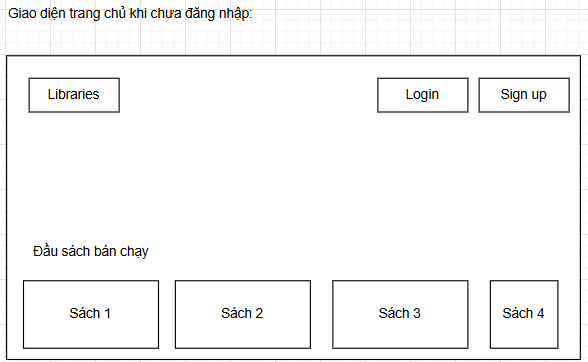 Giao diện trang chủ khi chưa đăng nhập:
Libraries Login Sign up
Đầu sách bán chạy
Sách 1 Sách 2 Sách 3 Sách 4